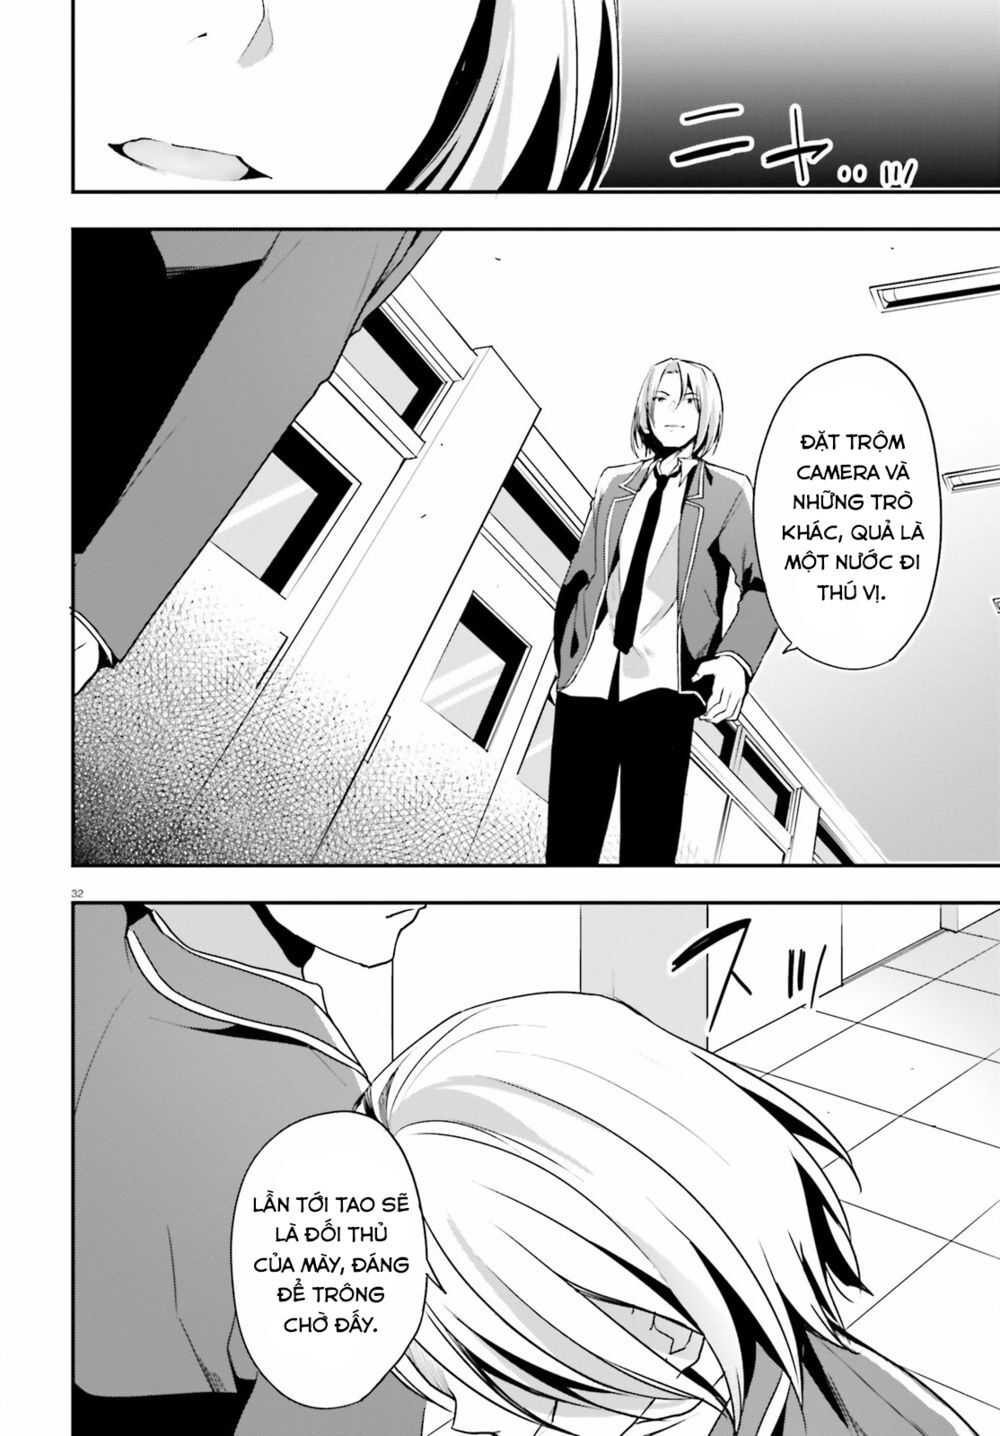 ニヤ..
ĐẶT TRỘM
CAMERA VÀ
NHỮNG TRÒ
KHÁC, QUẢ LÀ
MỘT NƯỚC ĐI
THÚ VỊ.
32
スッ
LẦN TỚI TAO SẼ
LÀ ĐỐI THỦ
CỦA MÀY, ĐÁNG
ĐỂ TRÔNG
CHỜ ĐẤY.